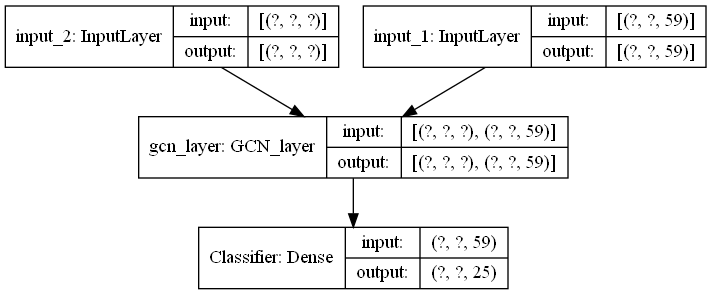 input_2: InputLayer input: [(?, ?, ?)]
output: [(?, ?, ?)]
input_1: InputLayer input: [(?, ?, 59)]
output: [(?, ?, 59)]
gcn_layer: GCN_layer input: [(?, ?, ?), (?, ?, 59)]
output: [(?, ?, ?), (?, ?, 59)]
Classifier: Dense input: (?, ?, 59)
output: (?, ?, 25)